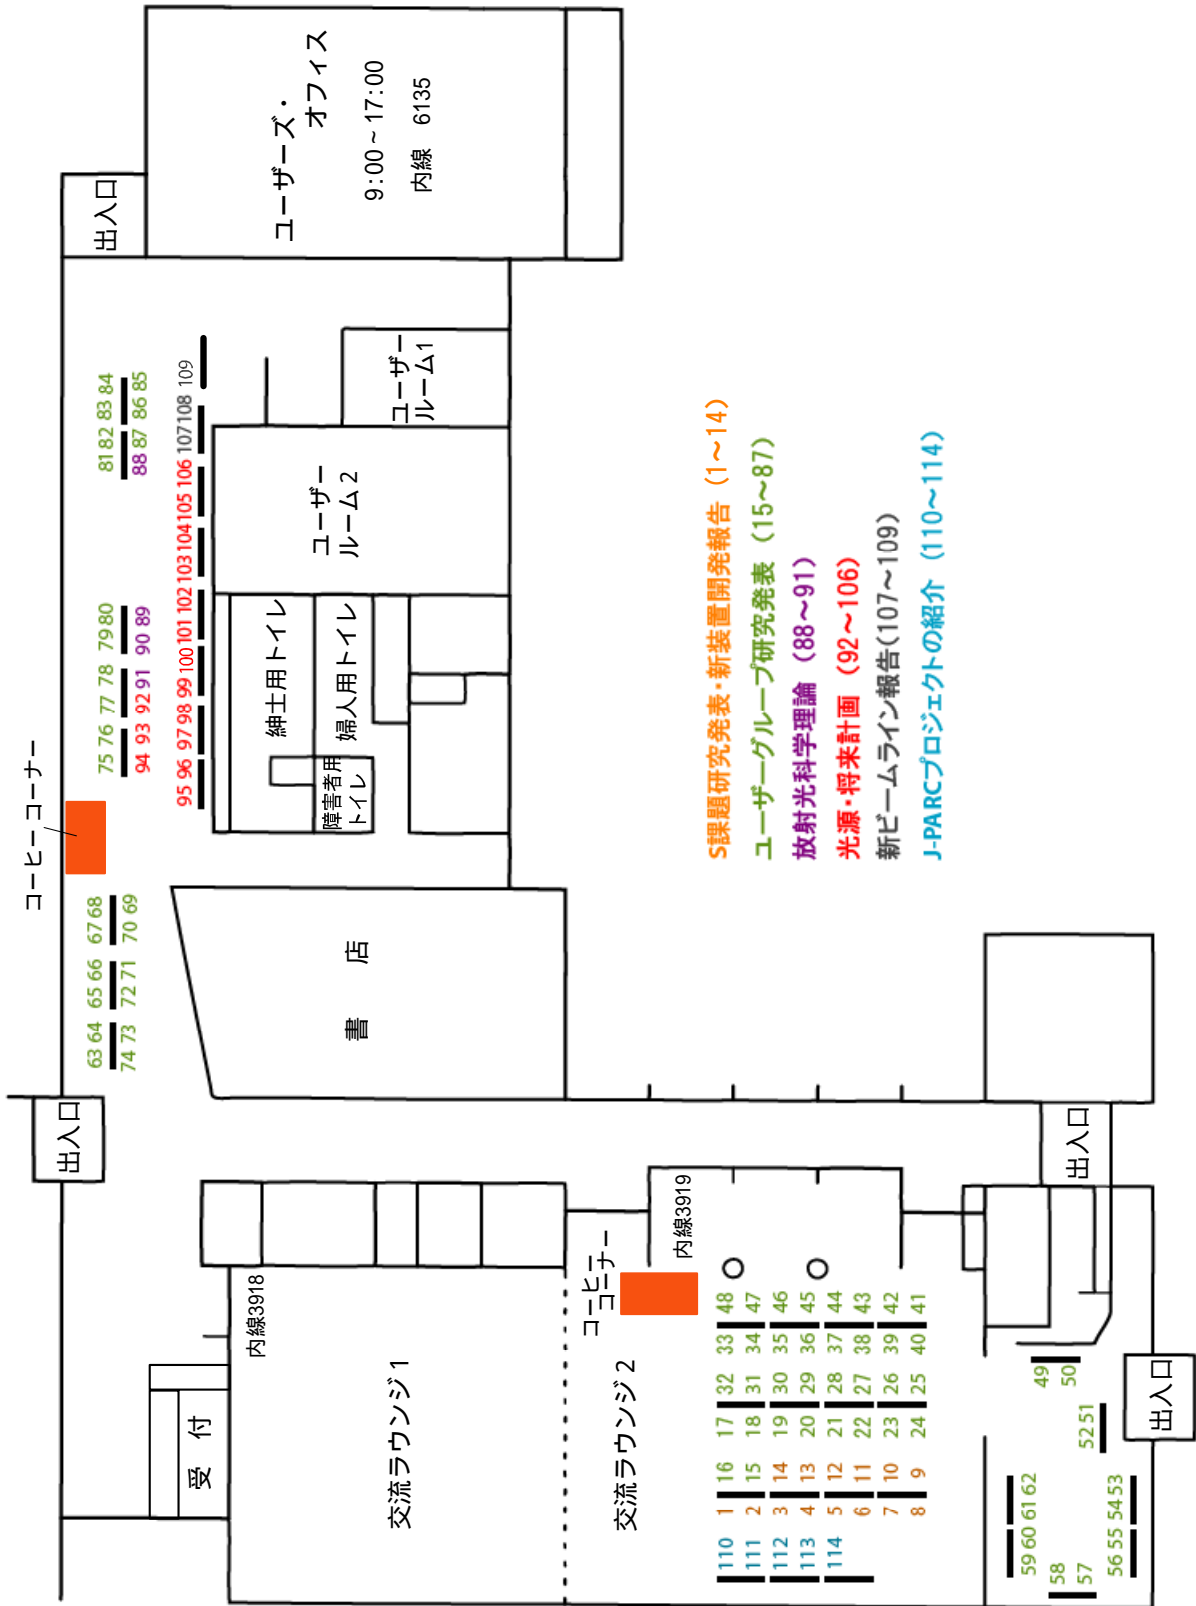 コーヒーコーナー
出入口
63 64 65 66 67 68
74 73 72 71 70 69
75 76 77 78 79 80
94 93 92 91 90 89
81 82 83 84
88 87 86 85
95 96 97 98 99 100 101 102 103 104 105 106 107 108 109
出入口
ユーザーズ・
オフィス
9:00～17:00
内線 6135
ユーザー
ルーム1
ユーザー
ルーム2
紳士用トイレ
婦人用トイレ
障害者用
トイレ
書 店
受 付
内線3918
交流ラウンジ1
交流ラウンジ2
コーヒー
コーナー
内線3919
110 1 16 17 32 33 48
111 2 15 18 31 34 47
112 3 14 19 30 35 46
113 4 13 20 29 36 45
114 5 12 21 28 37 44
6 11 22 27 38 43
7 10 23 26 39 42
8 9 24 25 40 41
出入口
49
50
52 51
59 60 61 62
58
57
56 55 54 53
出入口
S課題研究発表・新装置開発報告 (1～14)
ユーザーグループ研究発表 (15～87)
放射光科学理論 (88～91)
光源・将来計画 (92～106)
新ビームライン報告(107～109)
J-PARCプロジェクトの紹介 (110～114)